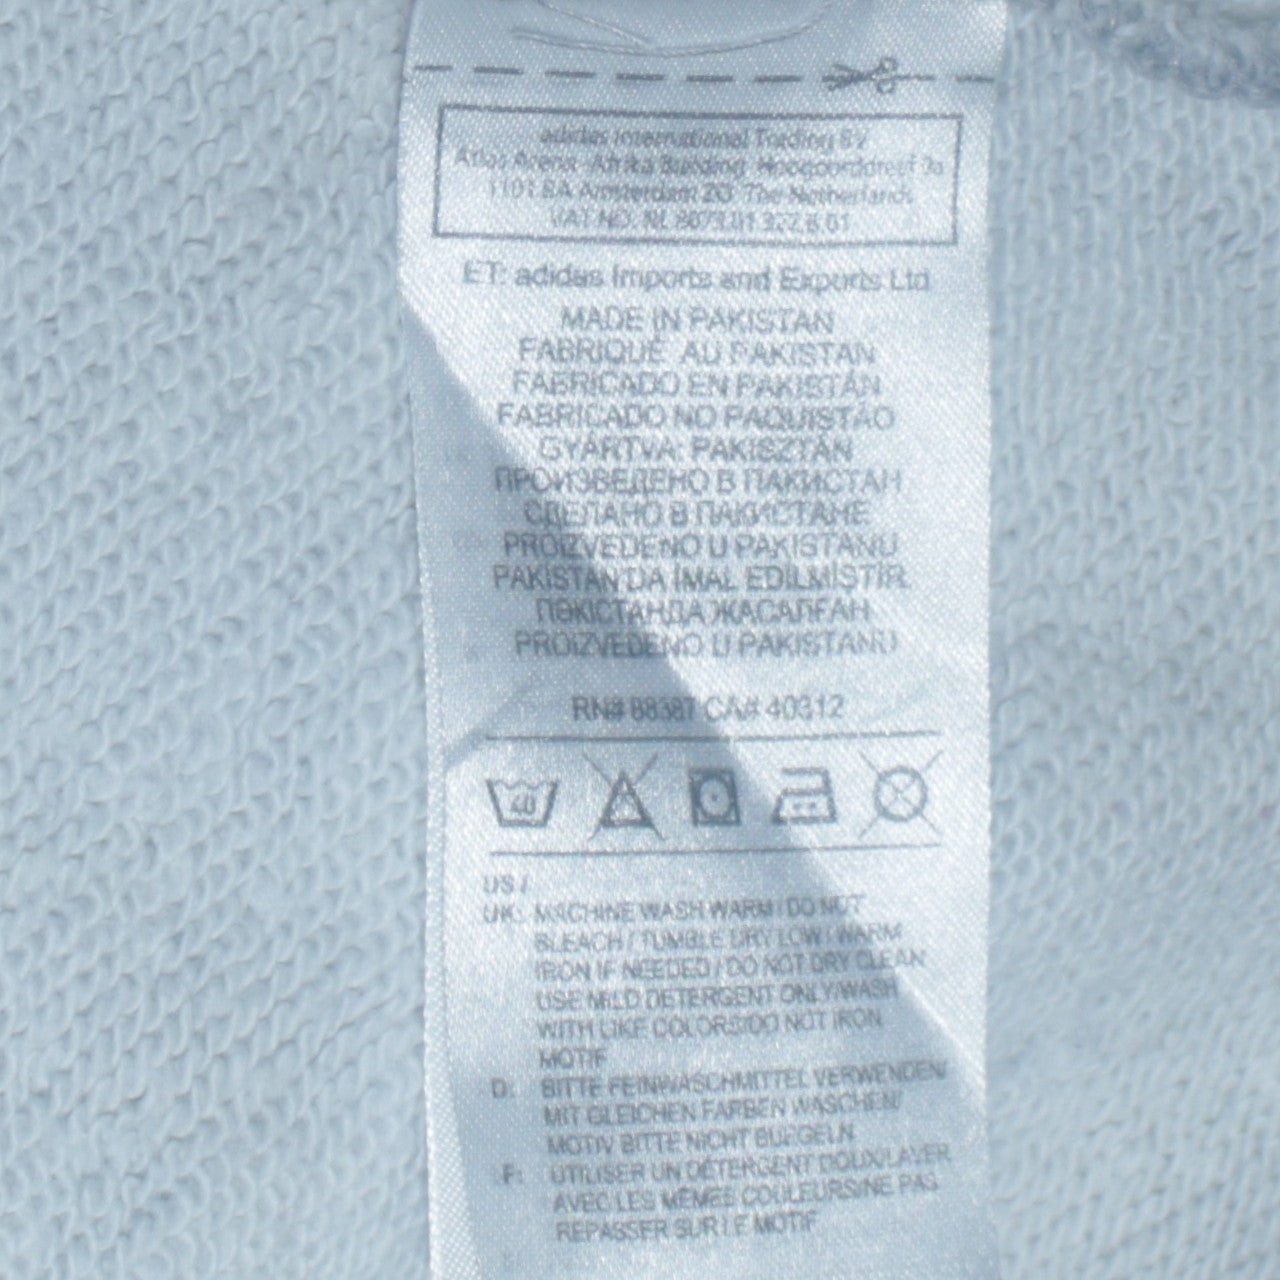 adidas International Trading BV
Atlas Arena - Afrika Building, Hoogoorddreef 9a
1101 BA Amsterdam ZO The Netherlands
VAT NO: NL 8073.01.327.B.01
ET: adidas Imports and Exports Ltd
MADE IN PAKISTAN
FABRIQUÉ AU PAKISTAN
FABRICADO EN PAKISTÁN
FABRICADO NO PAQUISTÃO
GYÁRTVA: PAKISZTÁN
ПРОИЗВЕДЕНО В ПАКИСТАН
СДЕЛАНО В ПАКИСТАНЕ
PROIZVEDENO U PAKISTANU
PAKISTAN'DA İMAL EDİLMİSTİR.
ПӘКІСТАНДА ЖАСАЛҒАН
PROIZVEDENO U PAKISTANU
RN# 88387 CA# 40312
40
US /
UK: MACHINE WASH WARM / DO NOT
BLEACH / TUMBLE DRY LOW / WARM
IRON IF NEEDED / DO NOT DRY CLEAN
USE MILD DETERGENT ONLY/WASH
WITH LIKE COLORS/DO NOT IRON
MOTIF
D: BITTE FEINWASCHMITTEL VERWENDEN/
MIT GLEICHEN FARBEN WASCHEN/
MOTIV BITTE NICHT BUEGELN
F: UTILISER UN DÉTERGENT DOUX/LAVER
AVEC LES MÊMES COULEURS/NE PAS
REPASSER SUR LE MOTIF